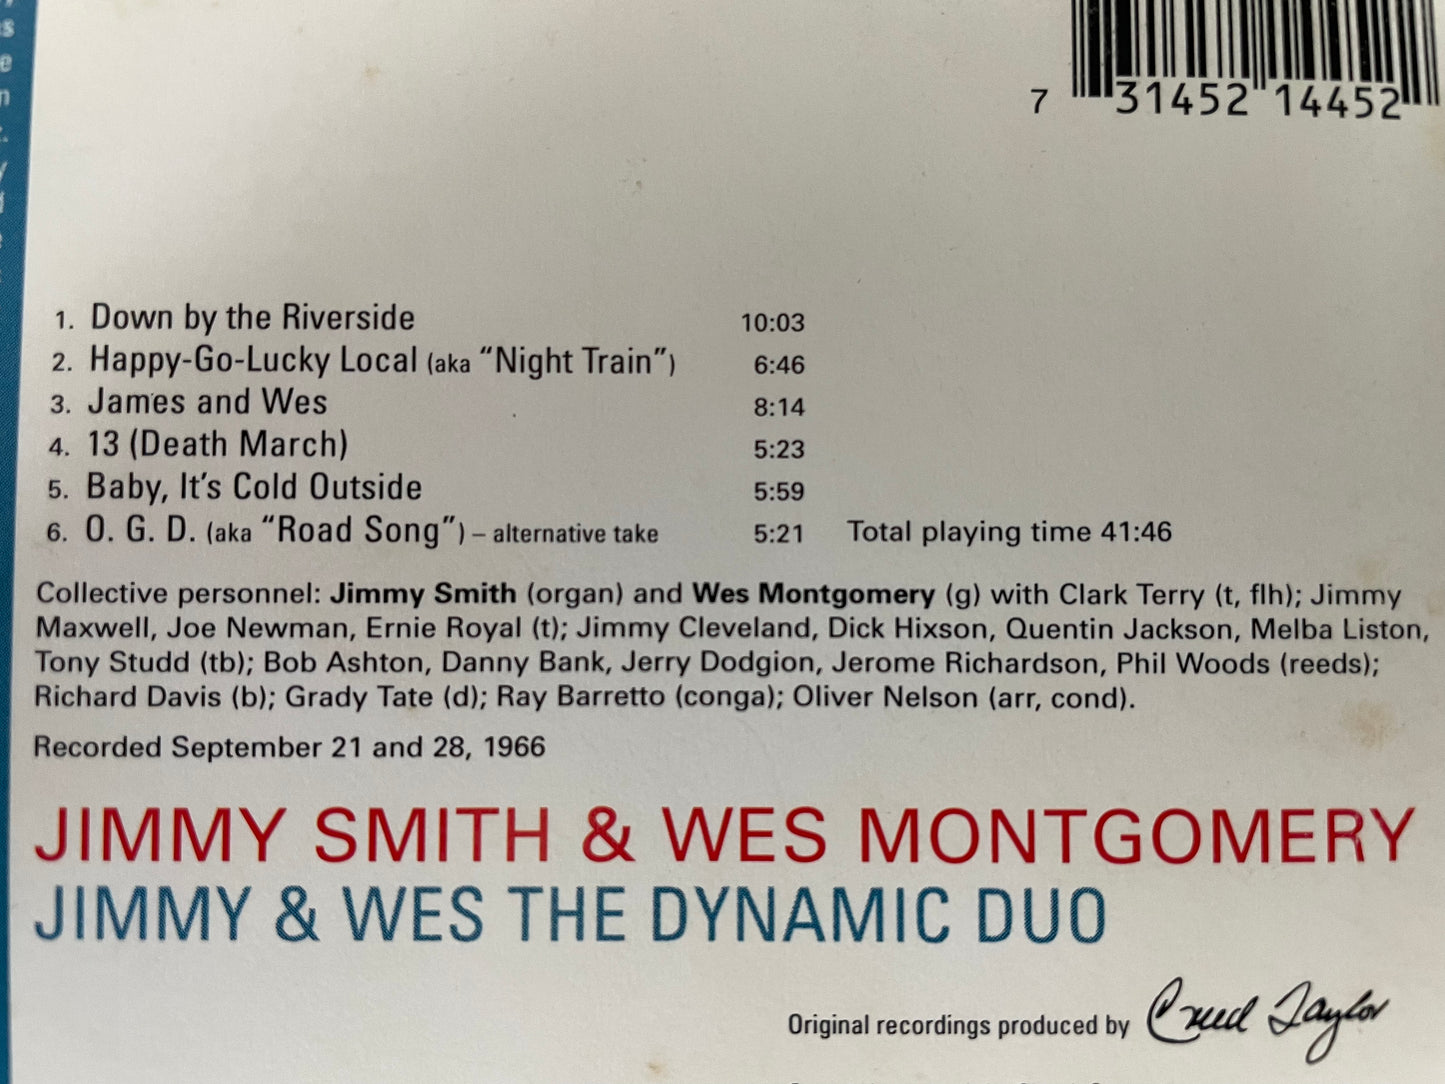 7 31452 14452
1. Down by the Riverside 10:03
2. Happy-Go-Lucky Local (aka “Night Train”) 6:46
3. James and Wes 8:14
4. 13 (Death March) 5:23
5. Baby, It’s Cold Outside 5:59
6. O. G. D. (aka “Road Song”) – alternative take 5:21 Total playing time 41:46
Collective personnel: Jimmy Smith (organ) and Wes Montgomery (g) with Clark Terry (t, flh); Jimmy
Maxwell, Joe Newman, Ernie Royal (t); Jimmy Cleveland, Dick Hixson, Quentin Jackson, Melba Liston,
Tony Studd (tb); Bob Ashton, Danny Bank, Jerry Dodgion, Jerome Richardson, Phil Woods (reeds);
Richard Davis (b); Grady Tate (d); Ray Barretto (conga); Oliver Nelson (arr, cond).
Recorded September 21 and 28, 1966
JIMMY SMITH & WES MONTGOMERY
JIMMY & WES THE DYNAMIC DUO
Original recordings produced by Creed Taylor